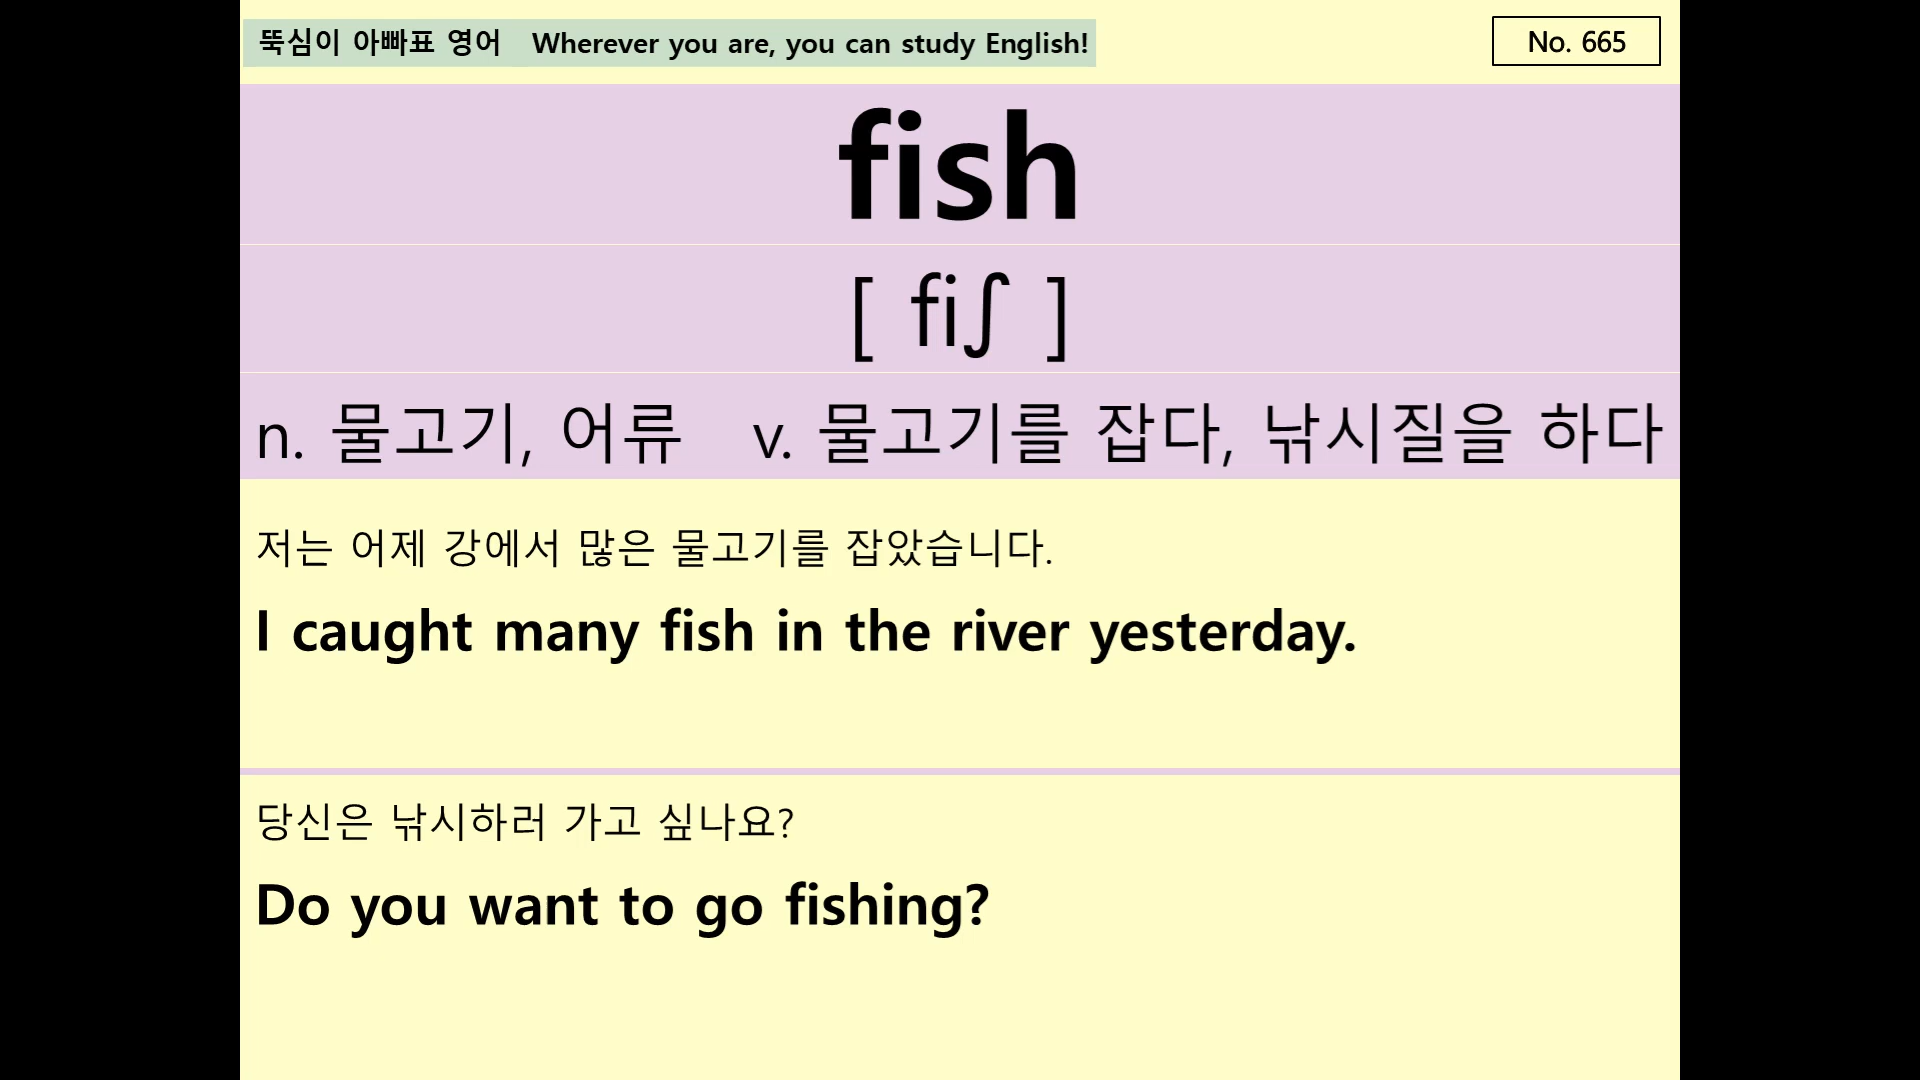 뚝심이 아빠표 영어 Wherever you are, you can study English!
No. 665
fish
[ fiʃ ]
n. 물고기, 어류 v. 물고기를 잡다, 낚시질을 하다
저는 어제 강에서 많은 물고기를 잡았습니다.
I caught many fish in the river yesterday.
당신은 낚시하러 가고 싶나요?
Do you want to go fishing?